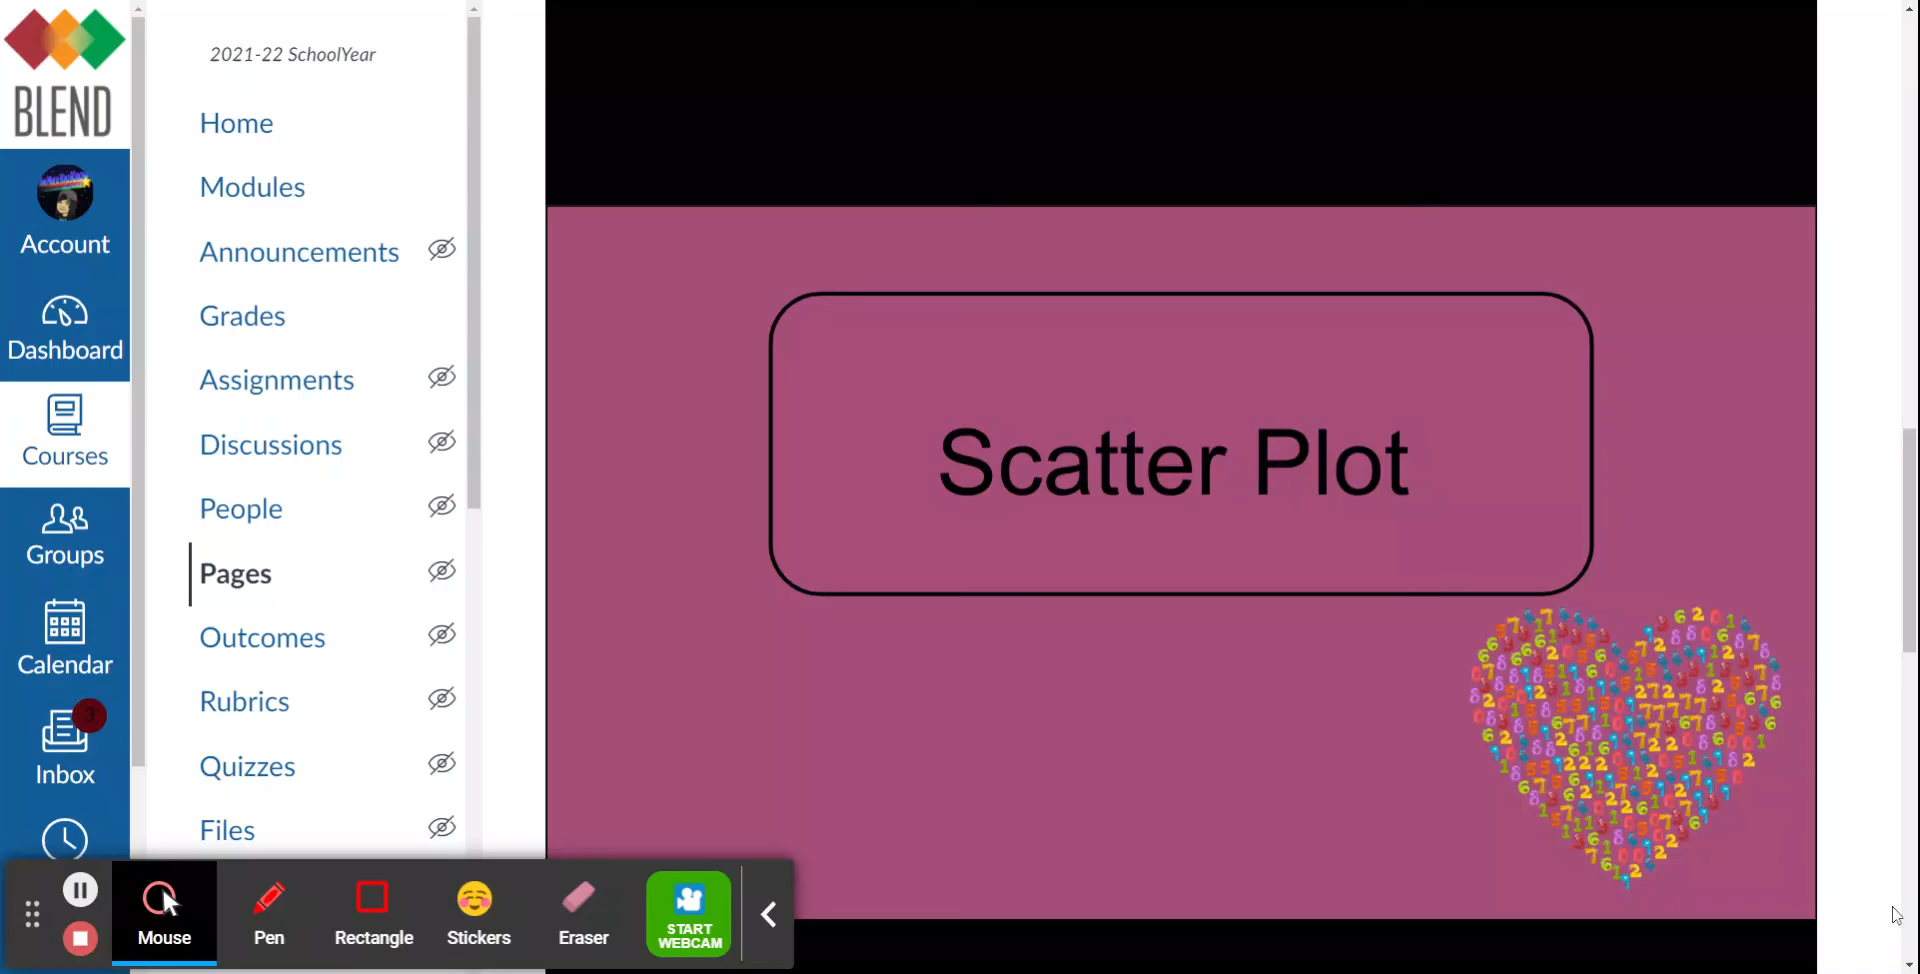 BLEND
Account
Dashboard
Courses
Groups
Calendar
3
Inbox
2021-22 SchoolYear
Home
Modules
Announcements
Grades
Assignments
Discussions
People
Pages
Outcomes
Rubrics
Quizzes
Files
Scatter Plot
Mouse
Pen
Rectangle
Stickers
Eraser
START
WEBCAM